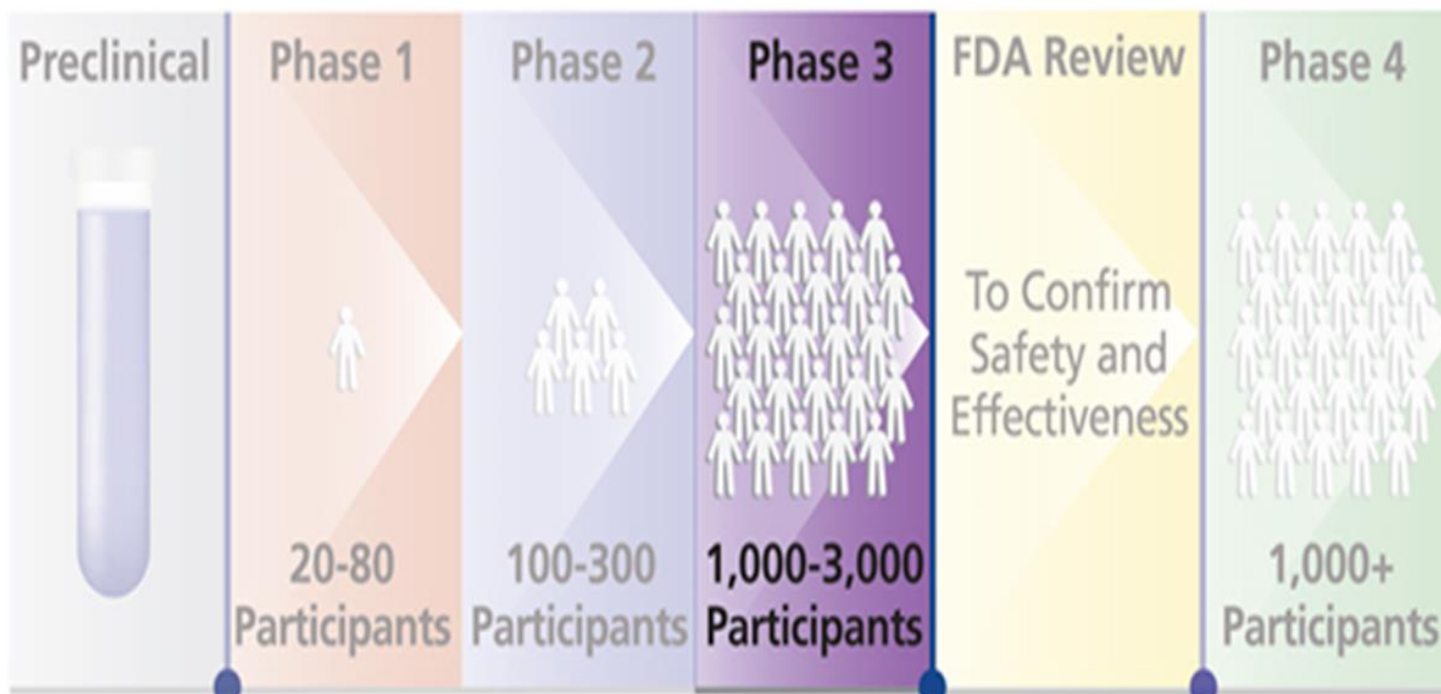 Preclinical
Phase 1
20-80
Participants
Phase 2
100-300
Participants
Phase 3
1,000-3,000
Participants
FDA Review
To Confirm
Safety and
Effectiveness
Phase 4
1,000+
Participants